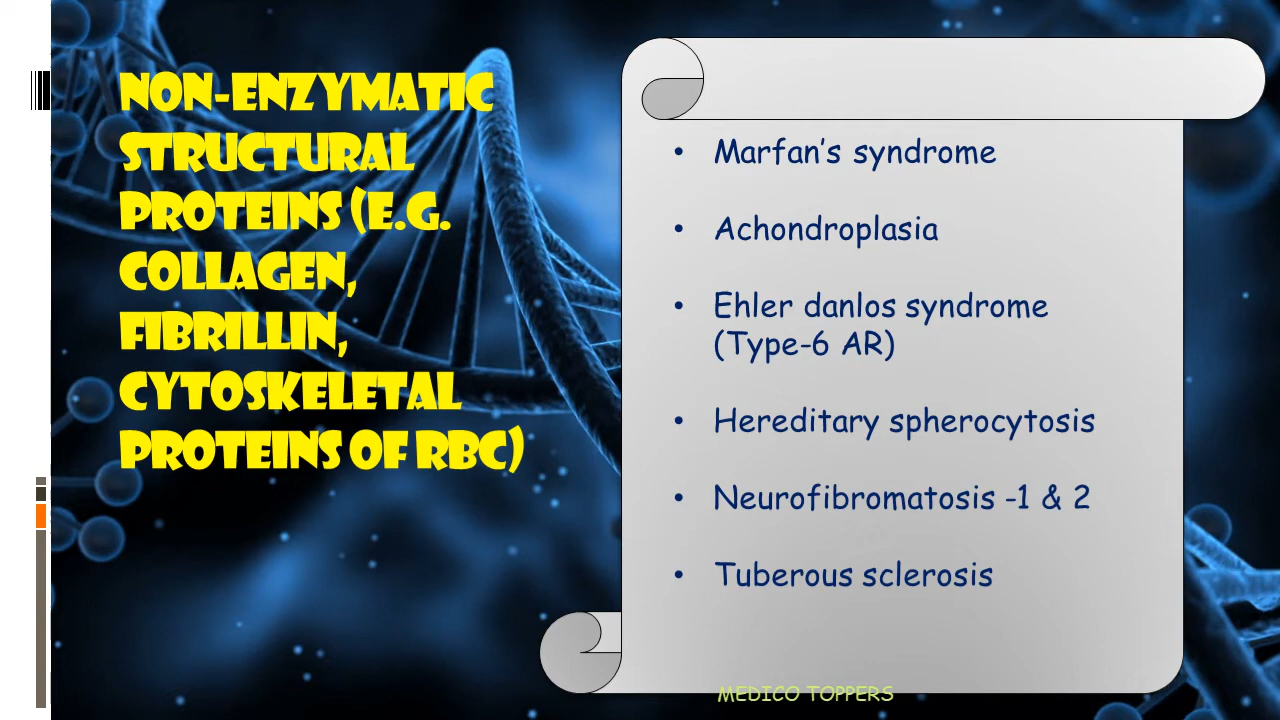 NON-ENZYMATIC
STRUCTURAL
PROTEINS (E.G.
COLLAGEN,
FIBRILLIN,
CYTOSKELETAL
PROTEINS OF RBC)
• Marfan's syndrome
• Achondroplasia
• Ehler danlos syndrome
(Type-6 AR)
• Hereditary spherocytosis
• Neurofibromatosis -1 & 2
• Tuberous sclerosis
MEDICO TOPPERS